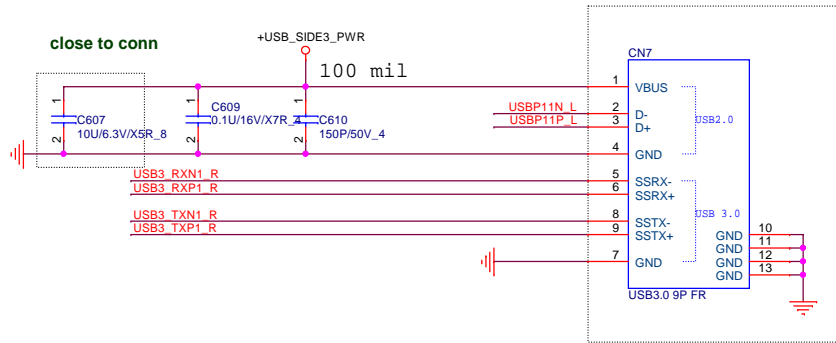 +USB_SIDE3_PWR
close to conn
100 mil
CN7
1
VBUS
USBP11N_L
2
D-
USB2.0
USBP11P_L
3
D+
4
GND
1
C607
2
10U/6.3V/X5R_8
1
C609
0.1U/16V/X7R_4
2
1
C610
2
150P/50V_4
USB3_RXN1_R
5
SSRX-
USB3_RXP1_R
6
SSRX+
USB 3.0
USB3_TXN1_R
8
SSTX-
USB3_TXP1_R
9
SSTX+
7
GND
GND
10
GND
11
GND
12
GND
13
USB3.0 9P FR